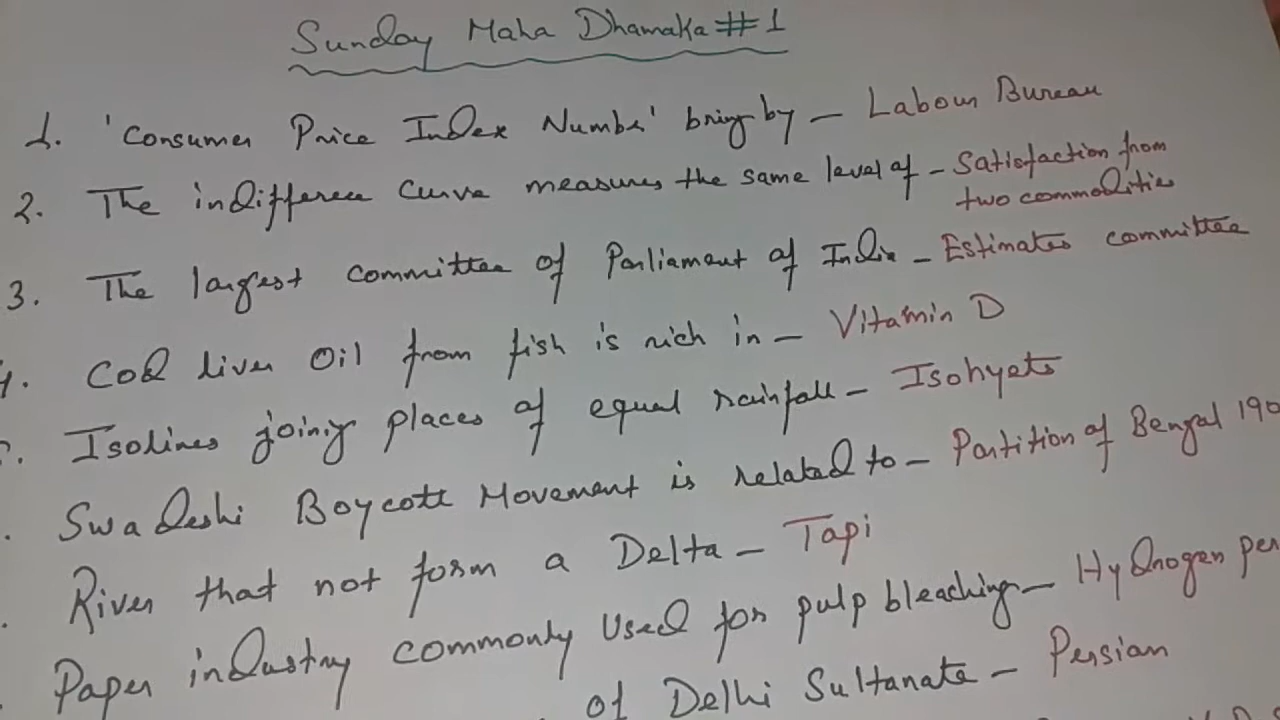 Sunday Maha Dhamaka #1
1. 'Consumer Price Index Number' bring by – Labour Bureau
2. The indifference curve measures the same level of – Satisfaction from
two commodities
3. The largest committee of Parliament of India – Estimates committee
4. Cod liver Oil from fish is rich in – Vitamin D
Isolines joining places of equal rainfall – Isohyets
Swadeshi Boycott Movement is related to – Partition of Bengal 190
River that not form a Delta – Tapi
Paper industry commonly used for pulp bleaching – Hydrogen per
of Delhi Sultanate – Persian